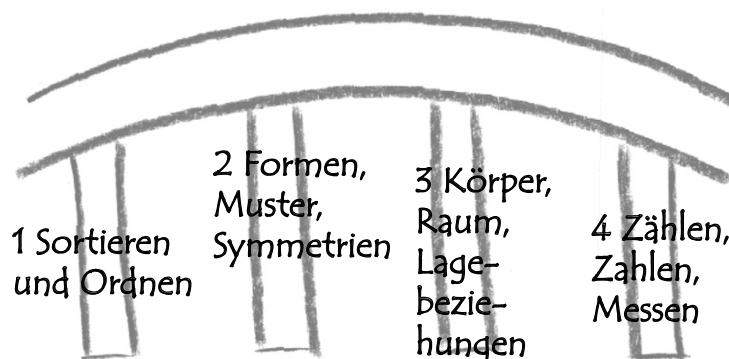 1 Sortieren
und Ordnen
2 Formen,
Muster,
Symmetrien
3 Körper,
Raum,
Lage-
bezie-
hungen
4 Zählen,
Zahlen,
Messen